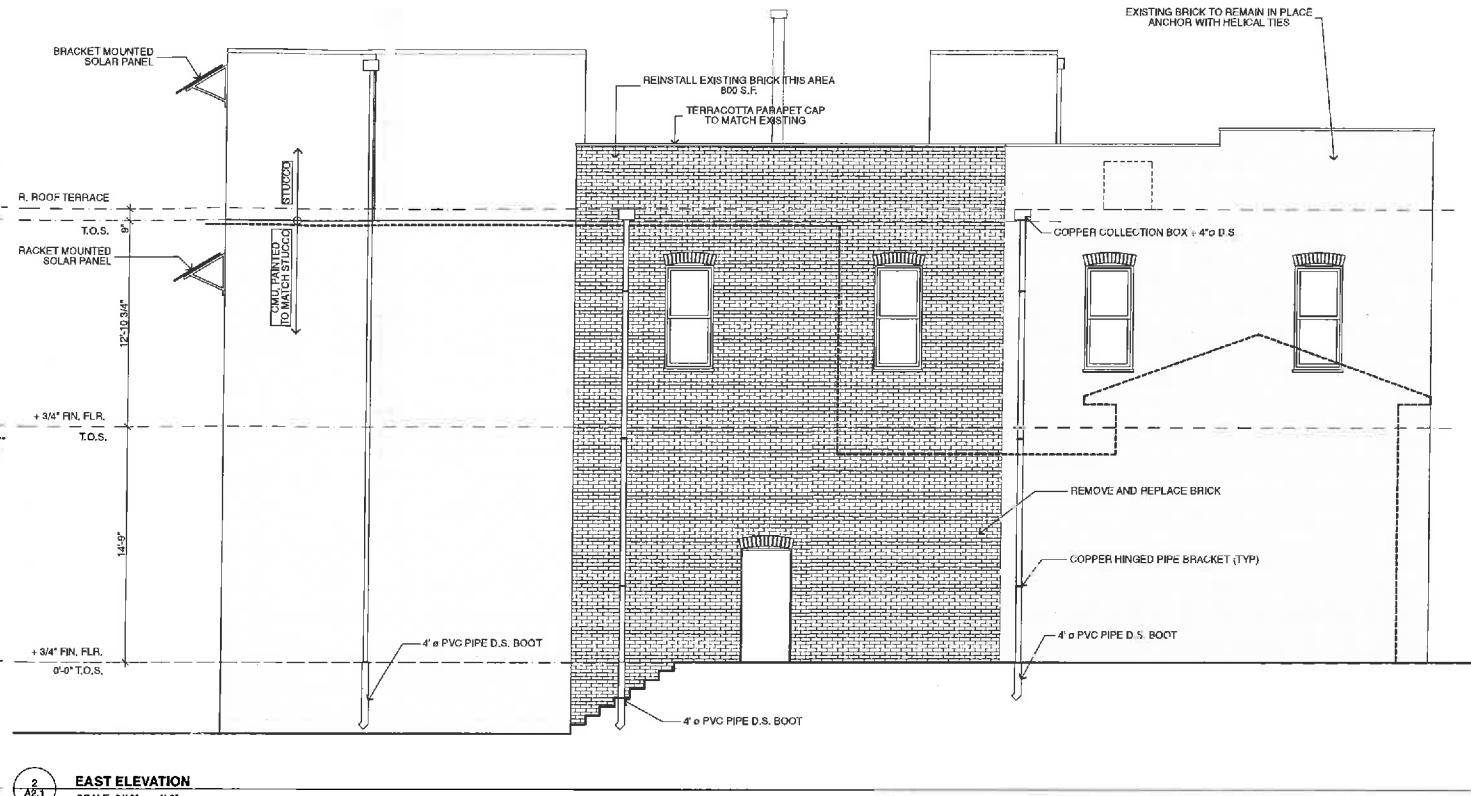 EXISTING BRICK TO REMAIN IN PLACE
ANCHOR WITH HELICAL TIES
BRACKET MOUNTED
SOLAR PANEL
REINSTALL EXISTING BRICK THIS AREA
800 S.F.
TERRACOTTA PARAPET CAP
TO MATCH EXISTING
STUCCO
R. ROOF TERRACE
T.O.S.
9"
COPPER COLLECTION BOX + 4"ø D.S.
RACKET MOUNTED
SOLAR PANEL
CMU, PAINTED
TO MATCH STUCCO
12'-10 3/4"
+ 3/4" FIN. FLR.
T.O.S.
REMOVE AND REPLACE BRICK
14'-9"
COPPER HINGED PIPE BRACKET (TYP)
4" ø PVC PIPE D.S. BOOT
4" ø PVC PIPE D.S. BOOT
+ 3/4" FIN. FLR.
0'-0" T.O.S.
4" ø PVC PIPE D.S. BOOT
2
A2.1
EAST ELEVATION